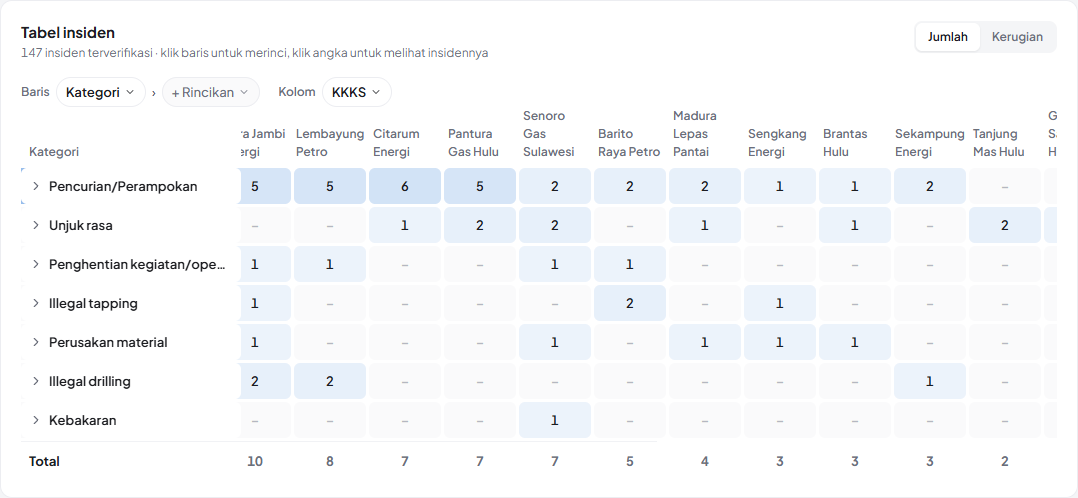 Tabel insiden
147 insiden terverifikasi · klik baris untuk merinci, klik angka untuk melihat insidennya
Jumlah Kerugian
Baris Kategori › + Rincikan Kolom KKKS
Kategori
a Jambi
ergi
Lembayung
Petro
Citarum
Energi
Pantura
Gas Hulu
Senoro
Gas
Sulawesi
Barito
Raya Petro
Madura
Lepas
Pantai
Sengkang
Energi
Brantas
Hulu
Sekampung
Energi
Tanjung
Mas Hulu
G
S
H
Pencurian/Perampokan 5 5 6 5 2 2 2 1 1 2 –
Unjuk rasa – – 1 2 2 – 1 – 1 – 2
Penghentian kegiatan/ope... 1 1 – – 1 1 – – – – –
Illegal tapping 1 – – – – 2 – 1 – – –
Perusakan material 1 – – – 1 – 1 1 1 – –
Illegal drilling 2 2 – – – – – – – 1 –
Kebakaran – – – – 1 – – – – – –
Total 10 8 7 7 7 5 4 3 3 3 2